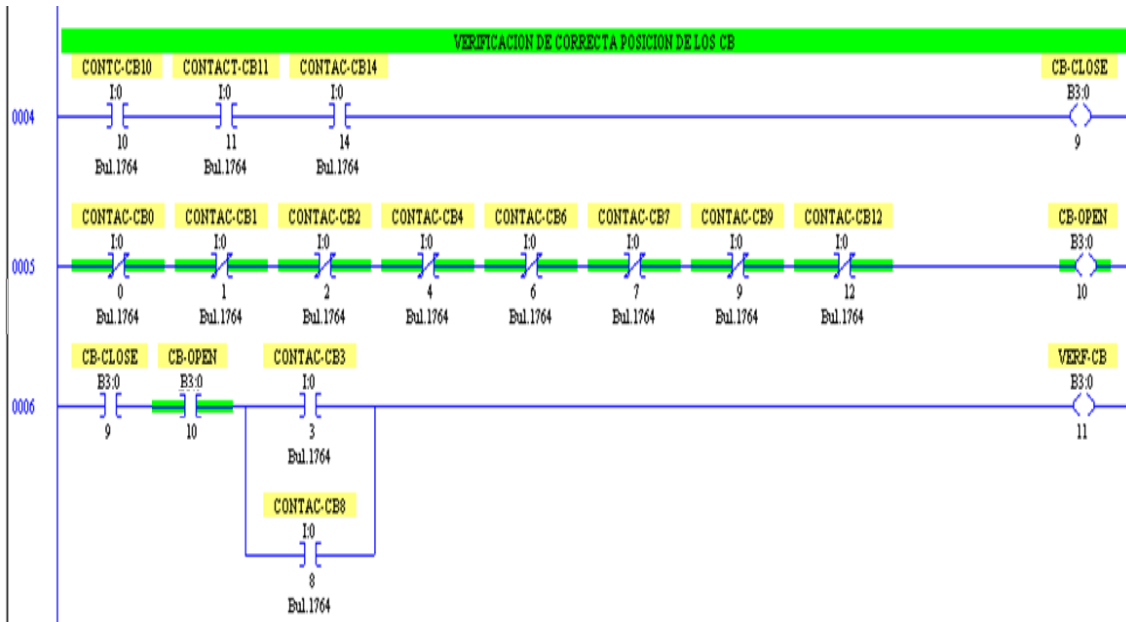 VERIFICACION DE CORRECTA POSICION DE LOS CB
CONTC-CB10 CONTACT-CB11 CONTAC-CB14 CB-CLOSE
I:0 I:0 I:0 B3:0
0004
10 11 14 9
Bul.1764 Bul.1764 Bul.1764
CONTAC-CB0 CONTAC-CB1 CONTAC-CB2 CONTAC-CB4 CONTAC-CB6 CONTAC-CB7 CONTAC-CB9 CONTAC-CB12 CB-OPEN
I:0 I:0 I:0 I:0 I:0 I:0 I:0 I:0 B3:0
0005
0 1 2 4 6 7 9 12 10
Bul.1764 Bul.1764 Bul.1764 Bul.1764 Bul.1764 Bul.1764 Bul.1764 Bul.1764
CB-CLOSE CB-OPEN CONTAC-CB3 VERF-CB
B3:0 B3:0 I:0 B3:0
0006
9 10 3 11
Bul.1764
CONTAC-CB8
I:0
8
Bul.1764